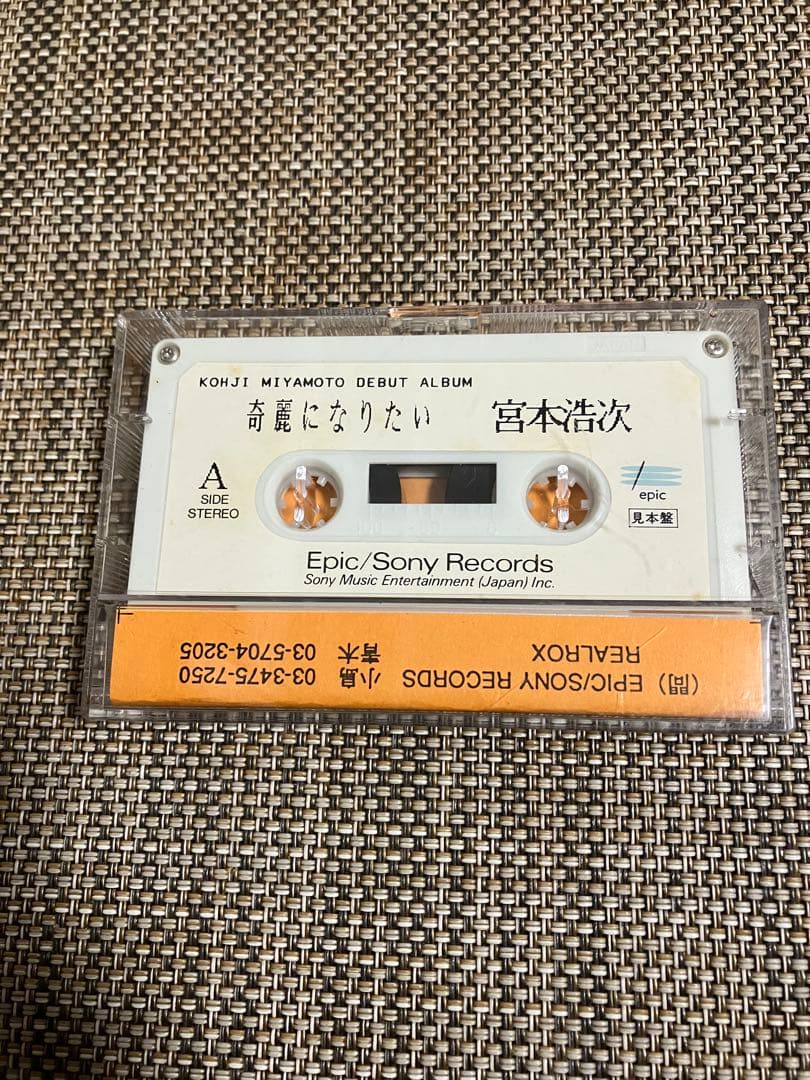 KOHJI MIYAMOTO DEBUT ALBUM
奇麗になりたい 宮本浩次
A
SIDE
STEREO
epic
見本盤
Epic/Sony Records
Sony Music Entertainment (Japan) Inc.
(問) EPIC/SONY RECORDS 小島 03-3475-7250
REALROX 青木 03-5704-3205